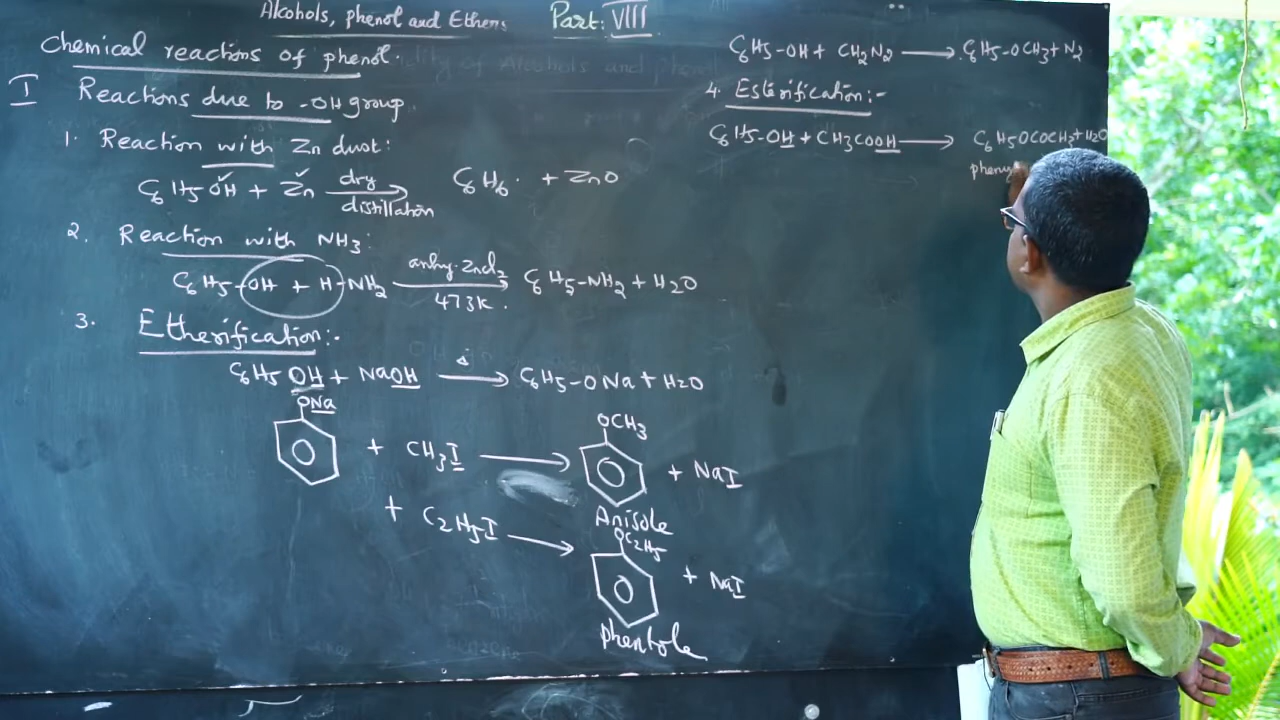 Alcohols, phenol and Ethers Part: VIII
Chemical reactions of phenol.
I Reactions due to -OH group
1. Reaction with Zn dust:
C6H5OH + Zn dry distillation C6H6. + ZnO
2. Reaction with NH3:
C6H5-OH + H-NH2 anhy. ZnCl2 473K. C6H5-NH2 + H2O
3. Etherification:-
C6H5OH + NaOH Δ → C6H5-ONa + H2O
ONa
+ CH3I → OCH3 + NaI
Anisole
+ C2H5I → OC2H5 + NaI
phentole
C6H5-OH + CH2N2 → C6H5-OCH3 + N2
4. Esterification:-
C6H5-OH + CH3COOH → C6H5OCOCH3 + H2O
pheny